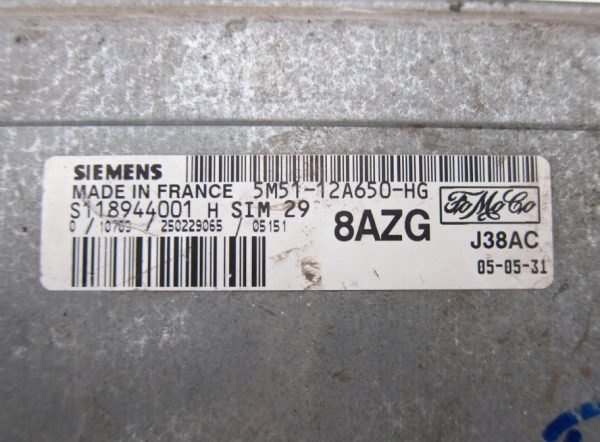 SIEMENS
MADE IN FRANCE 5M51-12A650-HG
S118944001 H SIM 29
0 / 10703 / 250229065 / 05151
8AZG
FoMoCo
J38AC
05-05-31